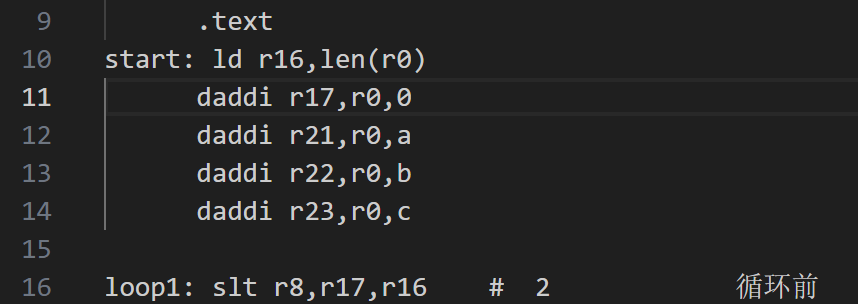 9 .text
10 start: ld r16,len(r0)
11 daddi r17,r0,0
12 daddi r21,r0,a
13 daddi r22,r0,b
14 daddi r23,r0,c
15
16 loop1: slt r8,r17,r16 # 2 循环前